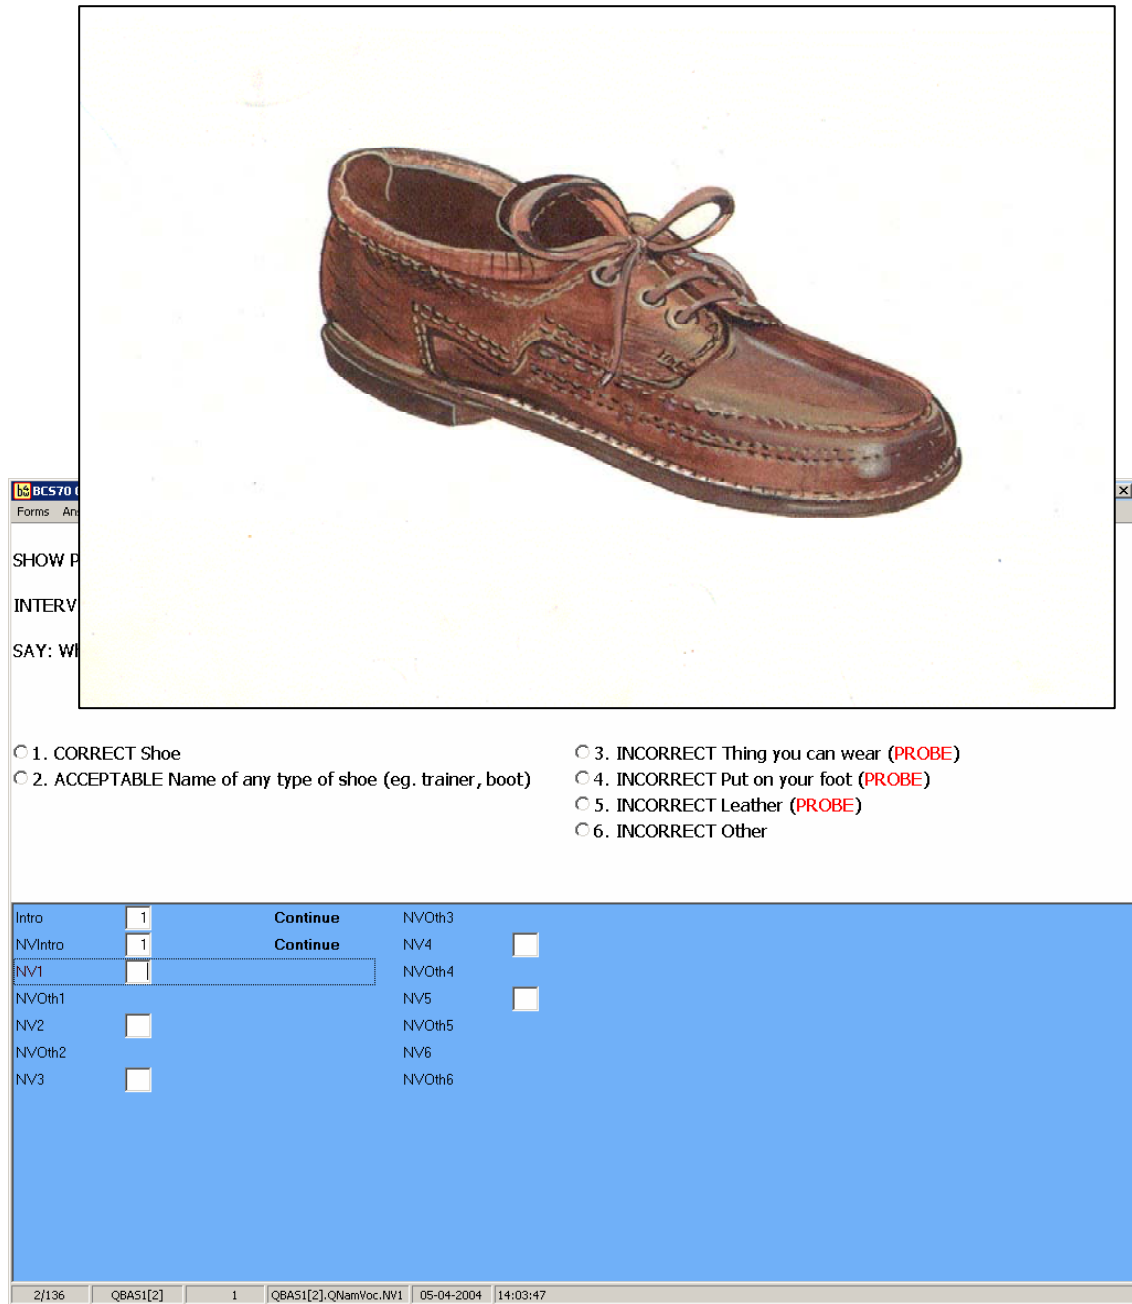 BCS70
Forms
SHOW
SAY:
1. CORRECT Shoe
2. ACCEPTABLE Name of any type of shoe (eg. trainer, boot)
3. INCORRECT Thing you can wear (PROBE)
4. INCORRECT Put on your foot (PROBE)
5. INCORRECT Leather (PROBE)
6. INCORRECT Other
Intro 1 Continue
NVIntro 1 Continue
NV1
NVOth1
NV2
NVOth2
NV3
NVOth3
NV4
NVOth4
NV5
NVOth5
NV6
NVOth6
2/136 QBAS1[2] 1 QBAS1[2].QNamVoc.NV1 05-04-2004 14:03:47